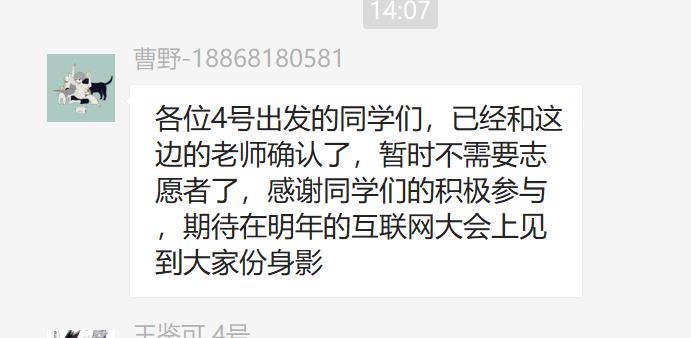 14:07
曹野-18868180581
各位4号出发的同学们，已经和这
边的老师确认了，暂时不需要志
愿者了，感谢同学们的积极参与
，期待在明年的互联网大会上见
到大家份身影